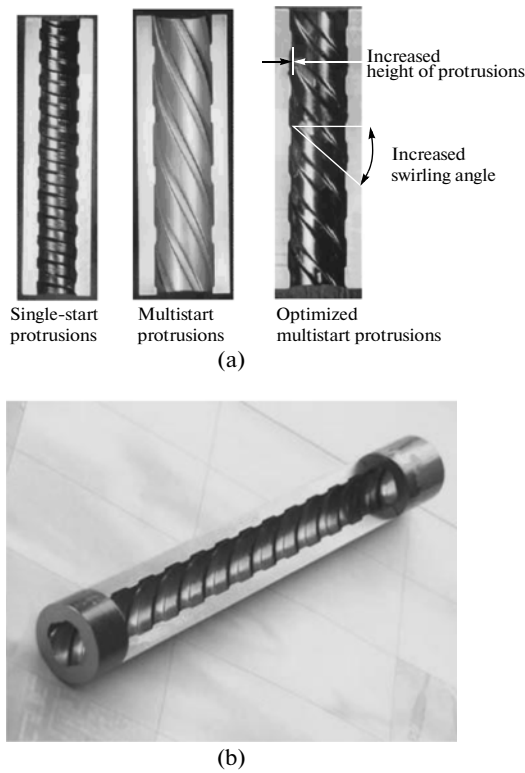 Increased
height of protrusions
Increased
swirling angle
Single-start
protrusions
Multistart
protrusions
Optimized
multistart protrusions
(a)
(b)